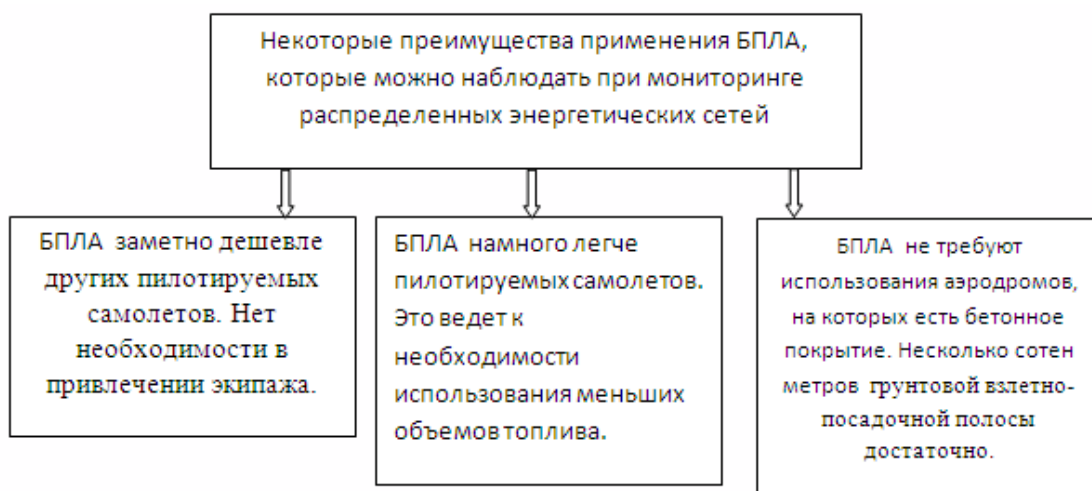 Некоторые преимущества применения БПЛА,
которые можно наблюдать при мониторинге
распределенных энергетических сетей
БПЛА заметно дешевле
других пилотируемых
самолетов. Нет
необходимости в
привлечении экипажа.
БПЛА намного легче
пилотируемых самолетов.
Это ведет к
необходимости
использования меньших
объемов топлива.
БПЛА не требуют
использования аэродромов,
на которых есть бетонное
покрытие. Несколько сотен
метров грунтовой взлетно-
посадочной полосы
достаточно.